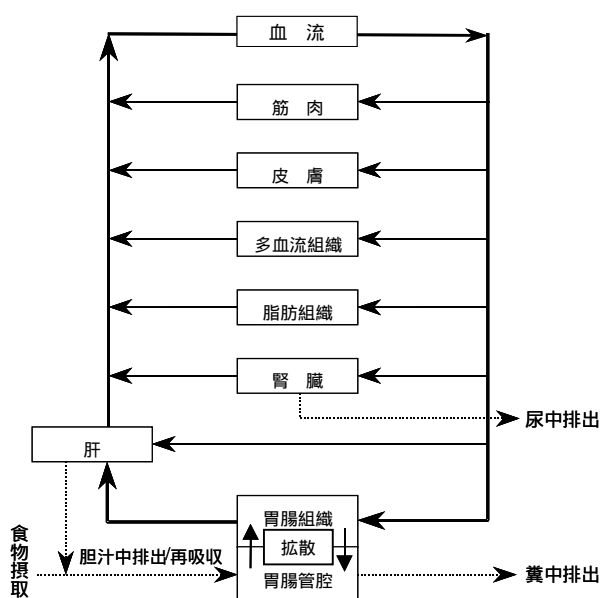 血　流
筋　肉
皮　膚
多血流組織
脂肪組織
腎　臓
尿中排出
肝
胃腸組織
拡散
胃腸管腔
胆汁中排出/再吸収
食物摂取
糞中排出